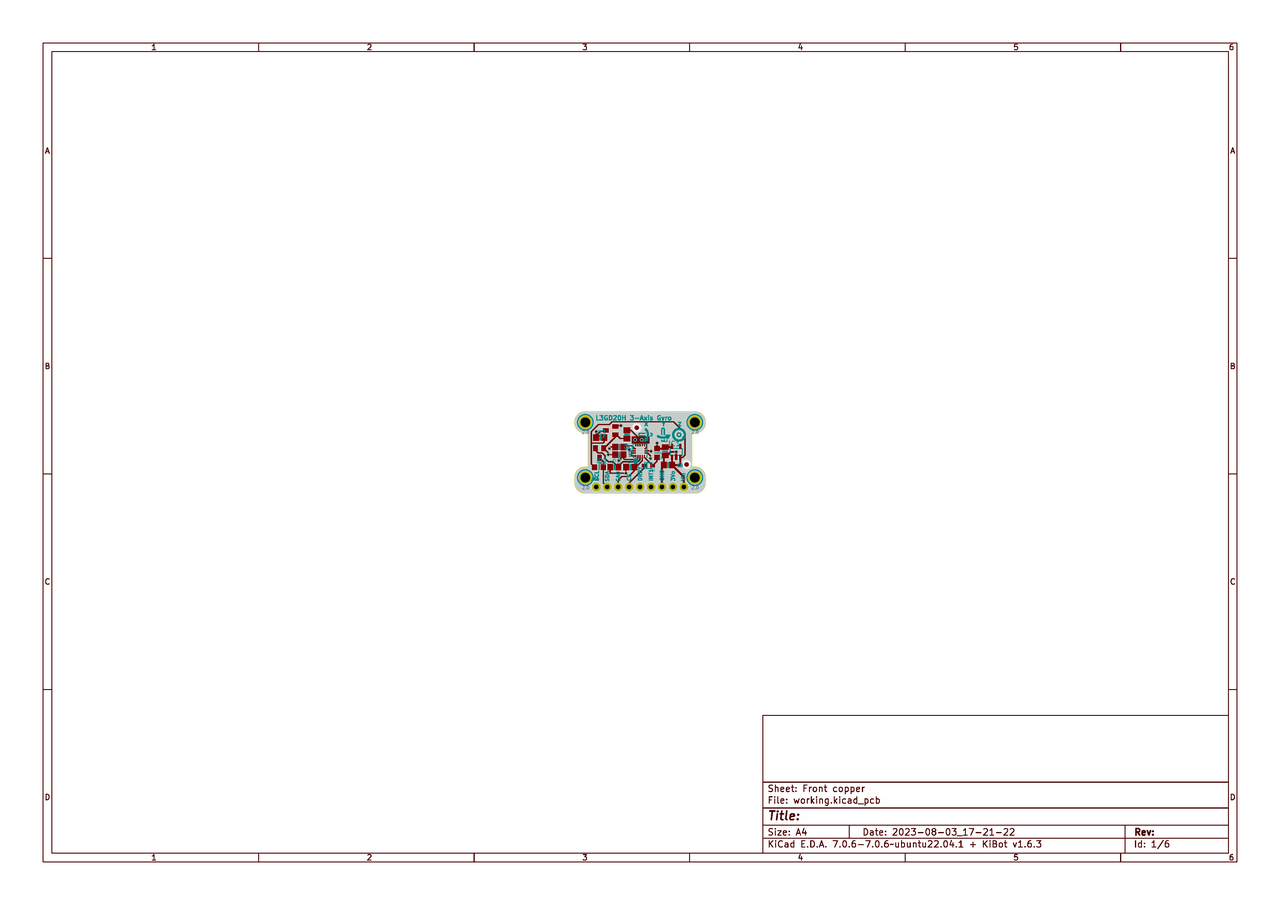 1 2 3 4 5 6
A A
L3GD20H 3-Axis Gyro
B B
C C
Sheet: Front copper
File: working.kicad_pcb
D D
Title:
Size: A4 Date: 2023-08-03_17-21-22 Rev:
KiCad E.D.A. 7.0.6-7.0.6~ubuntu22.04.1 + KiBot v1.6.3 Id: 1/6
1 2 3 4 5 6